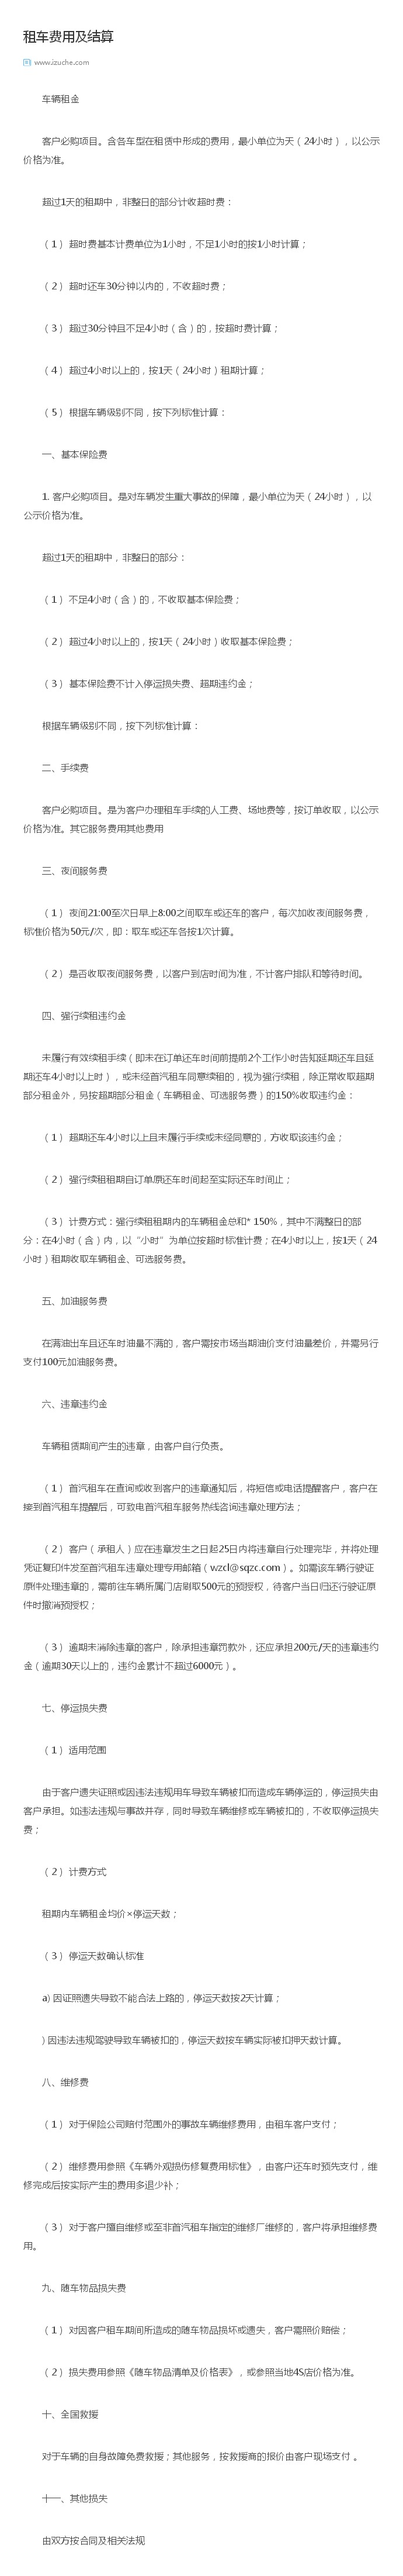 租车费用及结算
www.izuche.com
车辆租金
客户必购项目。含各车型在租赁中形成的费用，最小单位为天（24小时），以公示
价格为准。
超过1天的租期中，非整日的部分计收超时费：
（1） 超时费基本计费单位为1小时，不足1小时的按1小时计算；
（2） 超时还车30分钟以内的，不收超时费；
（3） 超过30分钟且不足4小时（含）的，按超时费计算；
（4） 超过4小时以上的，按1天（24小时）租期计算；
（5） 根据车辆级别不同，按下列标准计算：
一、基本保险费
1. 客户必购项目。是对车辆发生重大事故的保障，最小单位为天（24小时），以
公示价格为准。
超过1天的租期中，非整日的部分：
（1） 不足4小时（含）的，不收取基本保险费；
（2） 超过4小时以上的，按1天（24小时）收取基本保险费；
（3） 基本保险费不计入停运损失费、超期违约金；
根据车辆级别不同，按下列标准计算：
二、手续费
客户必购项目。是为客户办理租车手续的人工费、场地费等，按订单收取，以公示
价格为准。其它服务费用其他费用
三、夜间服务费
（1） 夜间21:00至次日早上8:00之间取车或还车的客户，每次加收夜间服务费，
标准价格为50元/次，即：取车或还车各按1次计算。
（2） 是否收取夜间服务费，以客户到店时间为准，不计客户排队和等待时间。
四、强行续租违约金
未履行有效续租手续（即未在订单还车时间前提前2个工作小时告知延期还车且延
期还车4小时以上时），或未经首汽租车同意续租的，视为强行续租，除正常收取超期
部分租金外，另按超期部分租金（车辆租金、可选服务费）的150%收取违约金：
（1） 超期还车4小时以上且未履行手续或未经同意的，方收取该违约金；
（2） 强行续租租期自订单原还车时间起至实际还车时间止；
（3） 计费方式：强行续租租期内的车辆租金总和* 150%，其中不满整日的部
分：在4小时（含）内，以“小时”为单位按超时标准计费；在4小时以上，按1天（24
小时）租期收取车辆租金、可选服务费。
五、加油服务费
在满油出车且还车时油量不满的，客户需按市场当期油价支付油量差价，并需另行
支付100元加油服务费。
六、违章违约金
车辆租赁期间产生的违章，由客户自行负责。
（1） 首汽租车在查询或收到客户的违章通知后，将短信或电话提醒客户，客户在
接到首汽租车提醒后，可致电首汽租车服务热线咨询违章处理方法；
（2） 客户（承租人）应在违章发生之日起25日内将违章自行处理完毕，并将处理
凭证复印件发至首汽租车违章处理专用邮箱（wzcl@sqzc.com）。如需该车辆行驶证
原件处理违章的，需前往车辆所属门店刷取500元的预授权，待客户当日归还行驶证原
件时撤消预授权；
（3） 逾期未消除违章的客户，除承担违章罚款外，还应承担200元/天的违章违约
金（逾期30天以上的，违约金累计不超过6000元）。
七、停运损失费
（1） 适用范围
由于客户遗失证照或因违法违规用车导致车辆被扣而造成车辆停运的，停运损失由
客户承担。如违法违规与事故并存，同时导致车辆维修或车辆被扣的，不收取停运损失
费；
（2） 计费方式
租期内车辆租金均价×停运天数；
（3） 停运天数确认标准
a) 因证照遗失导致不能合法上路的，停运天数按2天计算；
) 因违法违规驾驶导致车辆被扣的，停运天数按车辆实际被扣押天数计算。
八、维修费
（1） 对于保险公司赔付范围外的事故车辆维修费用，由租车客户支付；
（2） 维修费用参照《车辆外观损伤修复费用标准》，由客户还车时预先支付，维
修完成后按实际产生的费用多退少补；
（3） 对于客户擅自维修或至非首汽租车指定的维修厂维修的，客户将承担维修费
用。
九、随车物品损失费
（1） 对因客户租车期间所造成的随车物品损坏或遗失，客户需照价赔偿；
（2） 损失费用参照《随车物品清单及价格表》，或参照当地4S店价格为准。
十、全国救援
对于车辆的自身故障免费救援；其他服务，按救援商的报价由客户现场支付 。
十一、其他损失
由双方按合同及相关法规